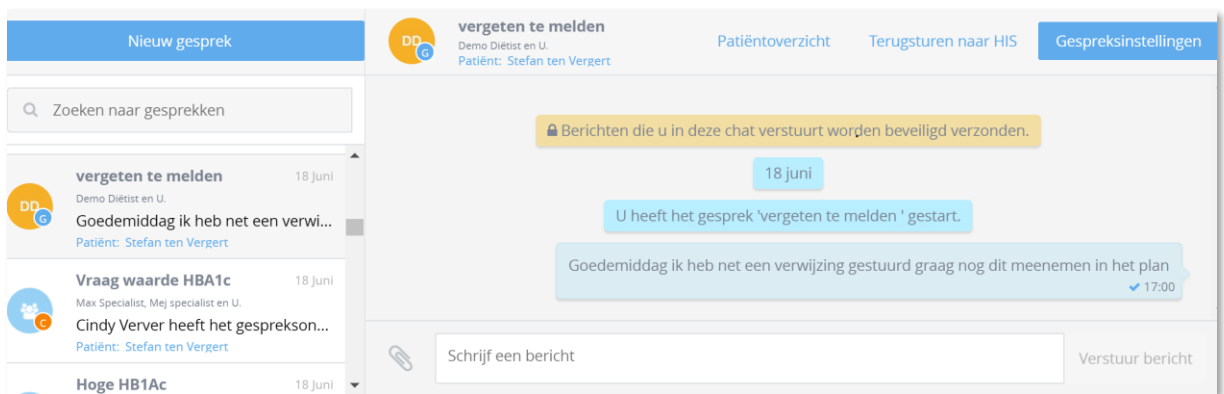 Nieuw gesprek
Zoeken naar gesprekken
vergeten te melden 18 Juni
DD
G
Demo Diëtist en U.
Goedemiddag ik heb net een verwi...
Patiënt: Stefan ten Vergert
Vraag waarde HBA1c 18 Juni
Max Specialist, Mej specialist en U.
C
Cindy Verver heeft het gesprekson...
Patiënt: Stefan ten Vergert
Hoge HB1Ac 18 Juni
DD
G
vergeten te melden
Demo Diëtist en U.
Patiënt: Stefan ten Vergert
Patiëntoverzicht
Terugsturen naar HIS
Gespreksinstellingen
Berichten die u in deze chat verstuurt worden beveiligd verzonden.
18 juni
U heeft het gesprek 'vergeten te melden ' gestart.
Goedemiddag ik heb net een verwijzing gestuurd graag nog dit meenemen in het plan
17:00
Schrijf een bericht
Verstuur bericht